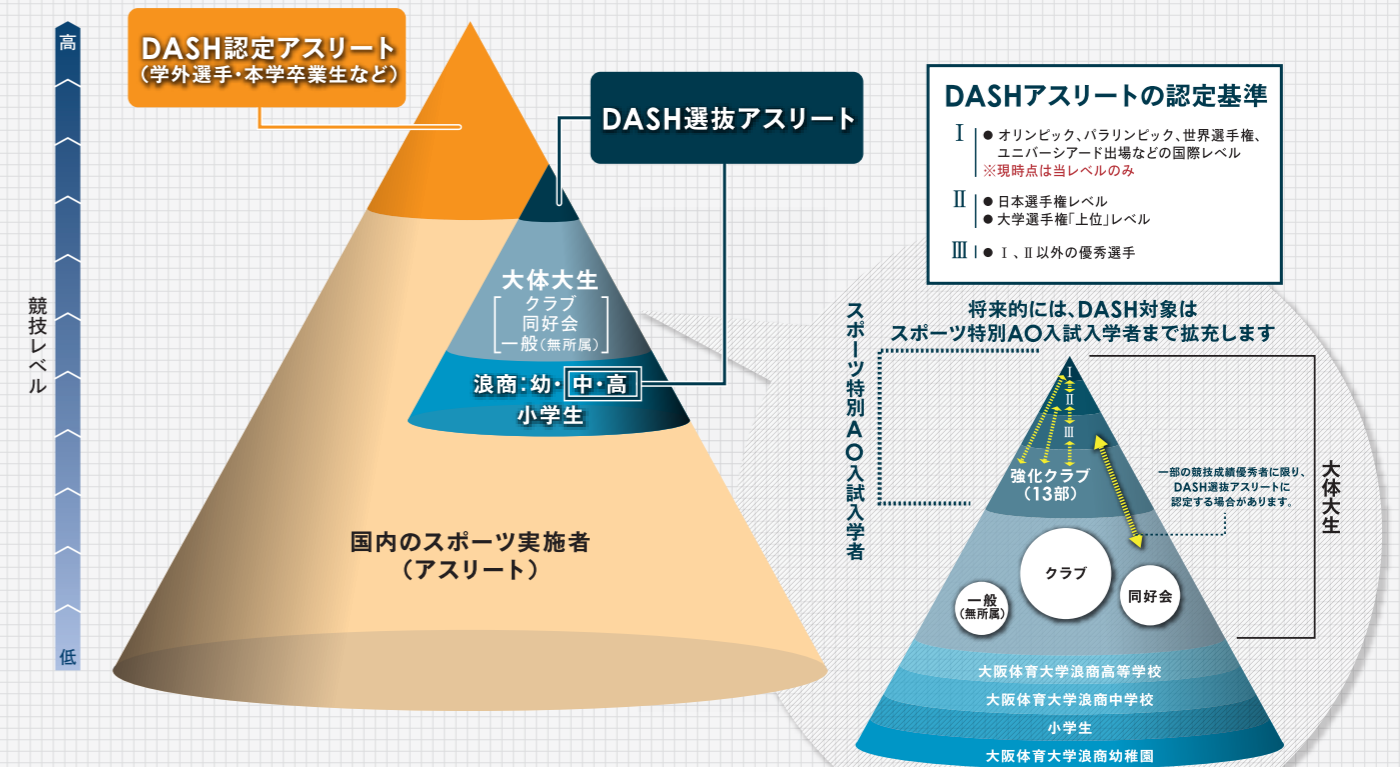 高
競技レベル
低
DASH認定アスリート
(学外選手・本学卒業生など)
DASH選抜アスリート
大体大生
クラブ
同好会
一般(無所属)
浪商:幼・中・高
小学生
国内のスポーツ実施者
(アスリート)
DASHアスリートの認定基準
Ⅰ
● オリンピック、パラリンピック、世界選手権、
ユニバーシアード出場などの国際レベル
※現時点は当レベルのみ
Ⅱ
● 日本選手権レベル
● 大学選手権「上位」レベル
Ⅲ
● Ⅰ、Ⅱ以外の優秀選手
将来的には、DASH対象は
スポーツ特別AO入試入学者まで拡充します
スポーツ特別AO入試入学者
Ⅰ
Ⅱ
Ⅲ
強化クラブ
(13部)
一部の競技成績優秀者に限り、
DASH選抜アスリートに
認定する場合があります。
大体大生
クラブ
一般
(無所属)
同好会
大阪体育大学浪商高等学校
大阪体育大学浪商中学校
小学生
大阪体育大学浪商幼稚園